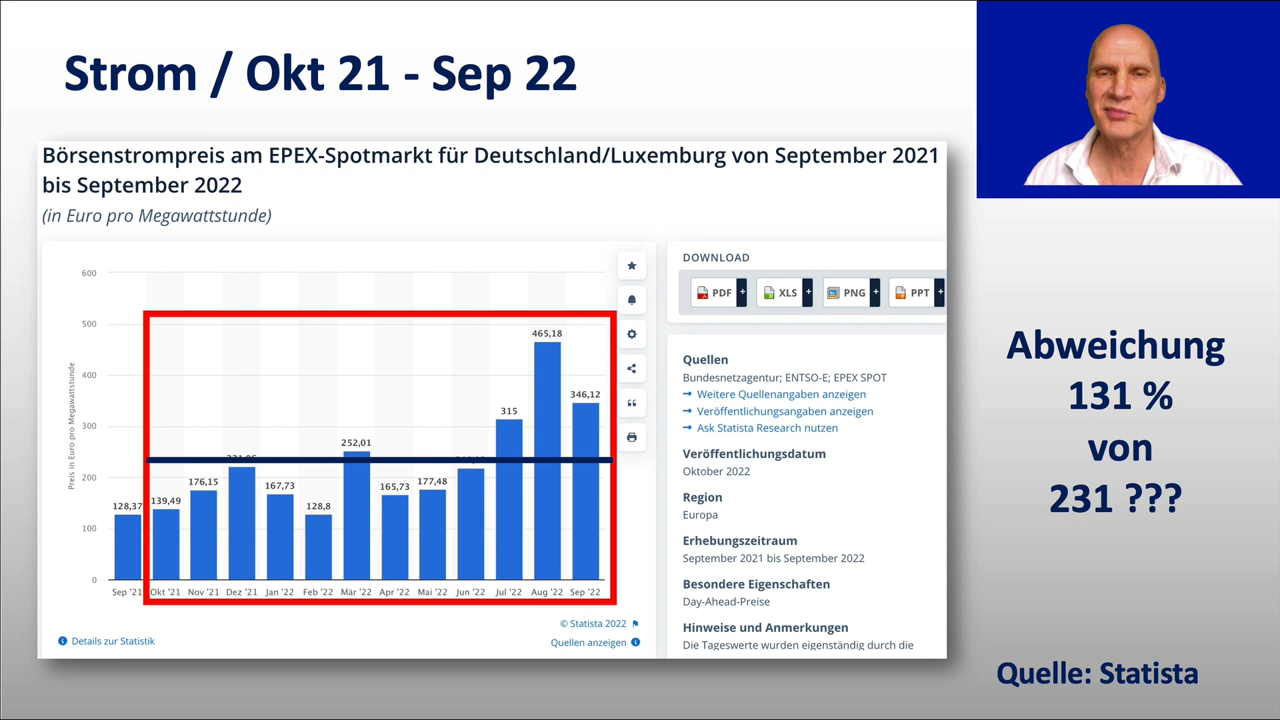 Strom / Okt 21 - Sep 22
Börsenstrompreis am EPEX-Spotmarkt für Deutschland/Luxemburg von September 2021
bis September 2022
(in Euro pro Megawattstunde)
Preis in Euro pro Megawattstunde
600
500
400
300
200
100
0
128,37
139,49
176,15
167,73
128,8
252,01
165,73
177,48
315
465,18
346,12
Sep '21
Okt '21
Nov '21
Dez '21
Jan '22
Feb '22
Mär '22
Apr '22
Mai '22
Jun '22
Jul '22
Aug '22
Sep '22
© Statista 2022
Details zur Statistik
Quellen anzeigen
DOWNLOAD
PDF +
XLS +
PNG +
PPT +
Quellen
Bundesnetzagentur; ENTSO-E; EPEX SPOT
→ Weitere Quellenangaben anzeigen
→ Veröffentlichungsangaben anzeigen
→ Ask Statista Research nutzen
Veröffentlichungsdatum
Oktober 2022
Region
Europa
Erhebungszeitraum
September 2021 bis September 2022
Besondere Eigenschaften
Day-Ahead-Preise
Hinweise und Anmerkungen
Die Tageswerte wurden eigenständig durch die
Abweichung
131 %
von
231 ???
Quelle: Statista